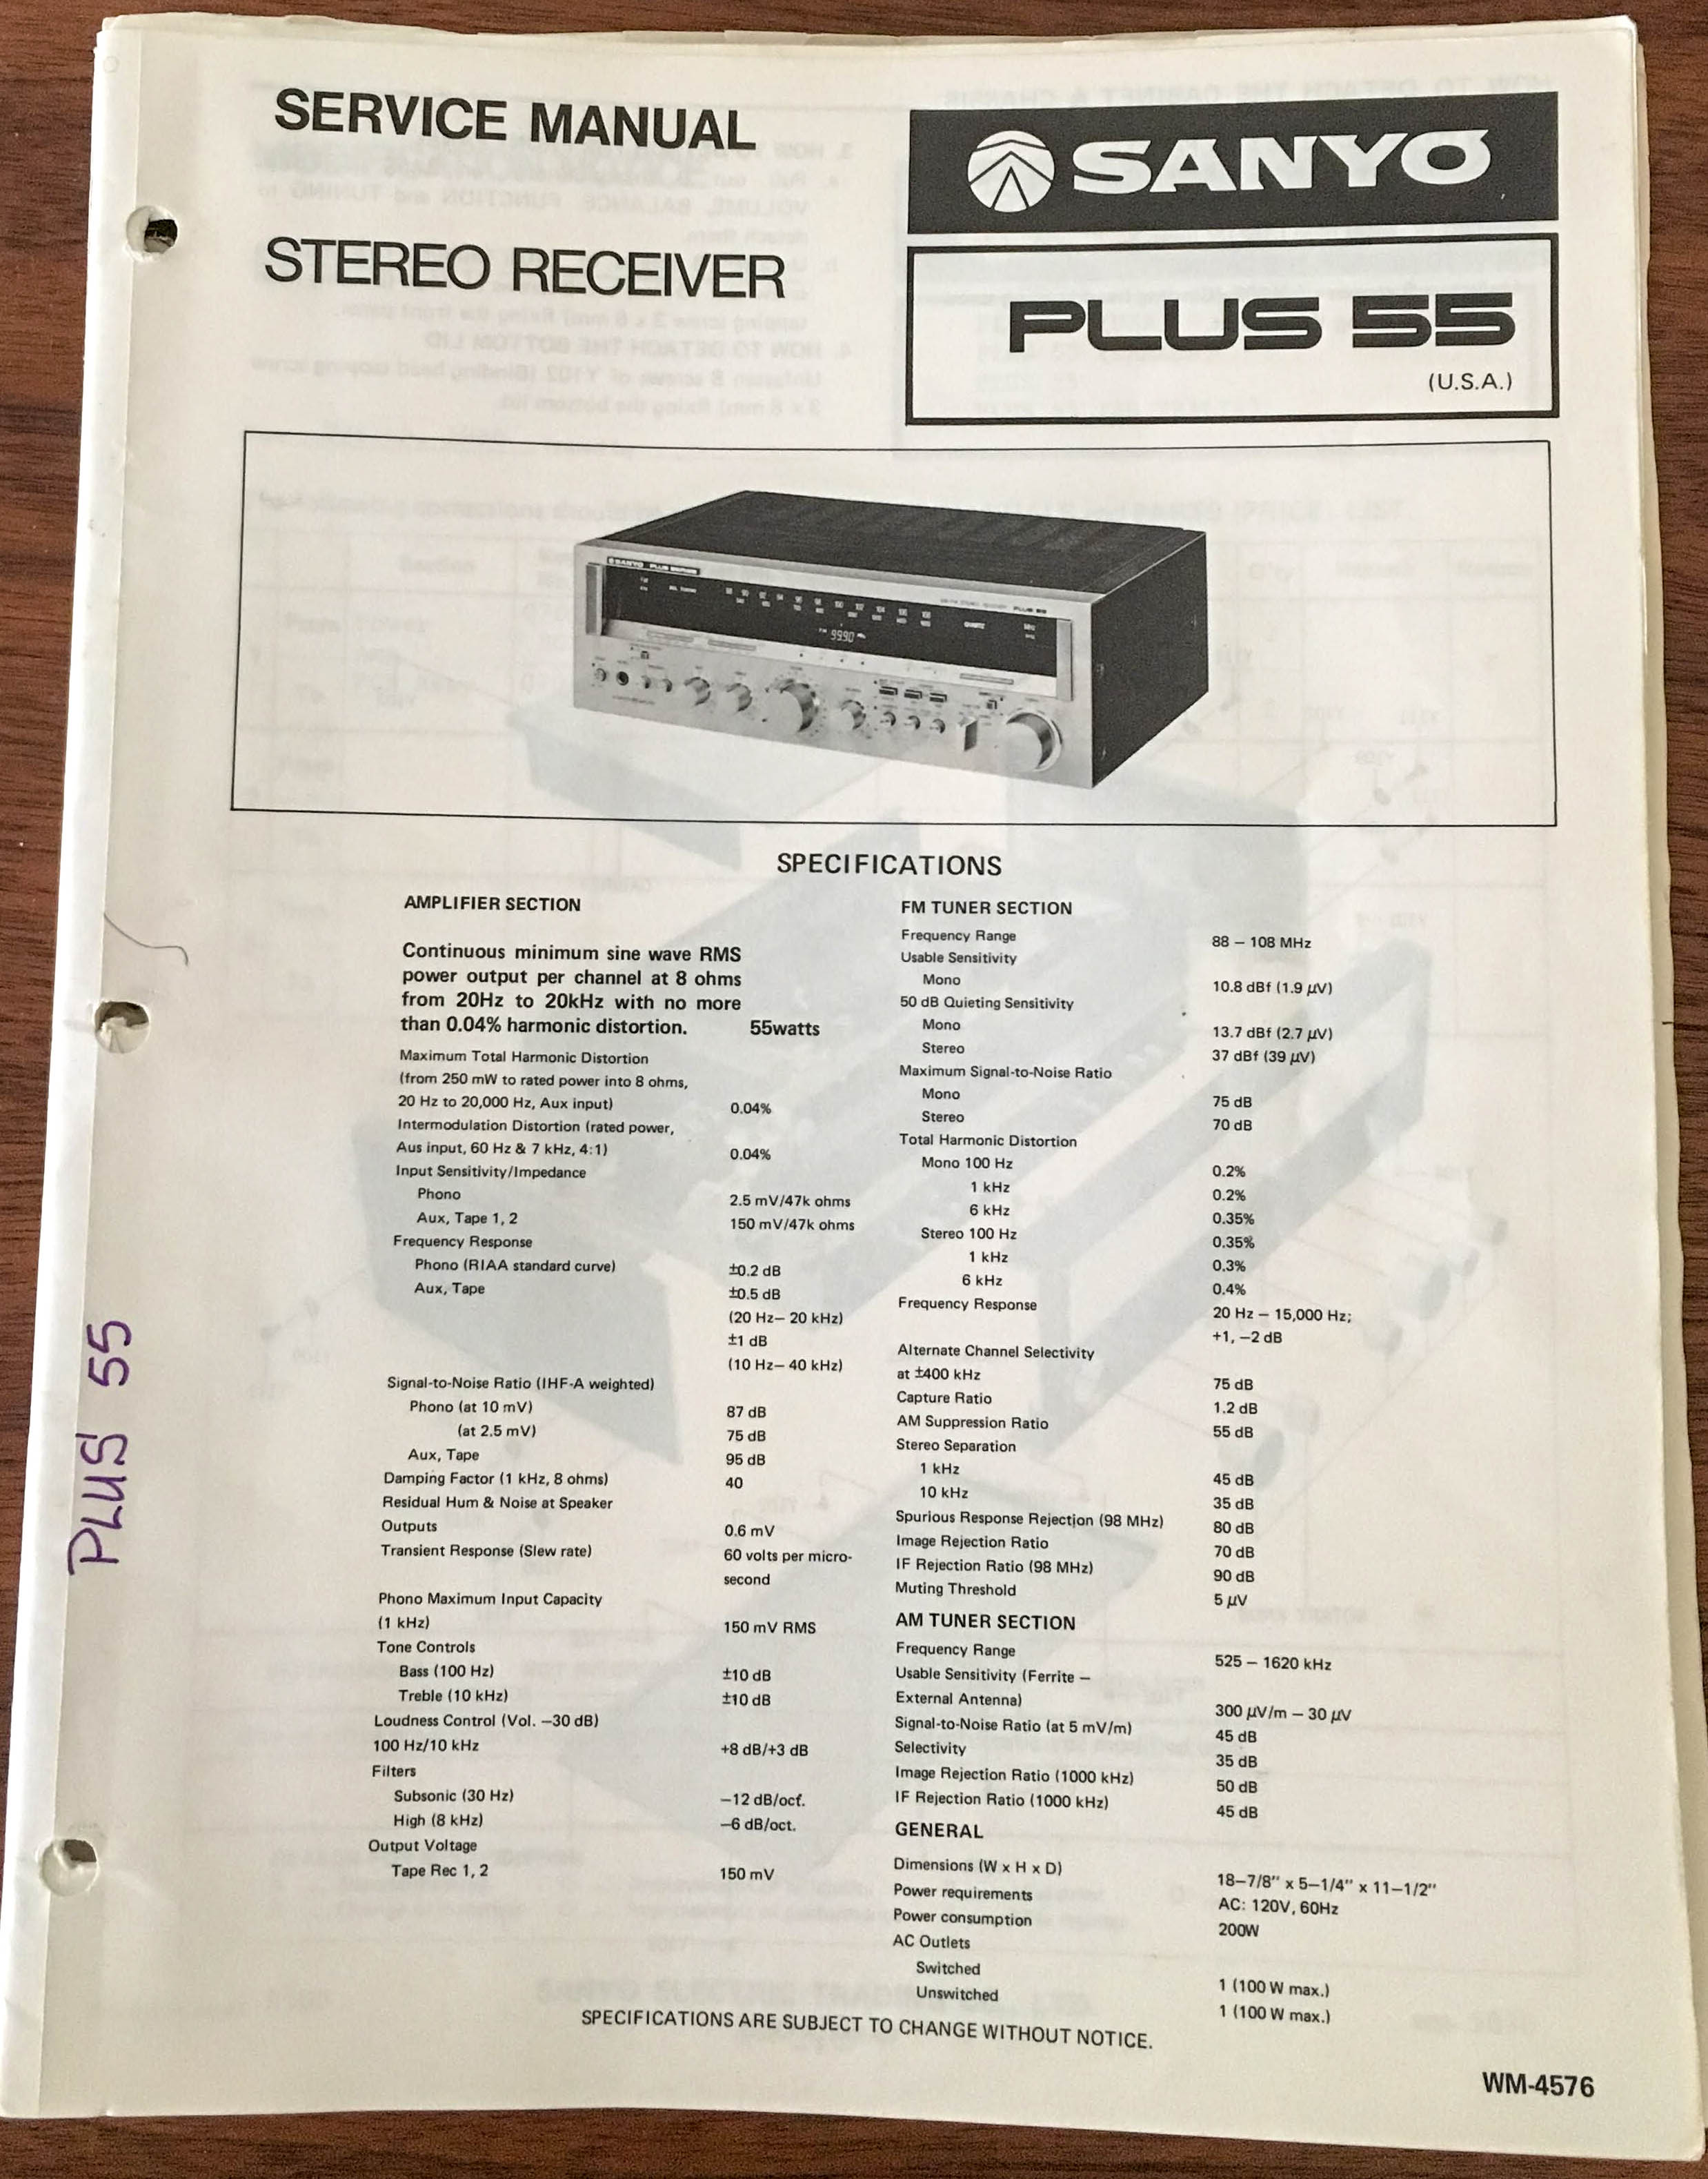 SERVICE MANUAL
STEREO RECEIVER
SANYO
PLUS 55
(U.S.A.)
PLUS 55
SPECIFICATIONS
AMPLIFIER SECTION
Continuous minimum sine wave RMS
power output per channel at 8 ohms
from 20Hz to 20kHz with no more
than 0.04% harmonic distortion. 55watts
Maximum Total Harmonic Distortion
(from 250 mW to rated power into 8 ohms,
20 Hz to 20,000 Hz, Aux input) 0.04%
Intermodulation Distortion (rated power,
Aus input, 60 Hz & 7 kHz, 4:1) 0.04%
Input Sensitivity/Impedance
Phono 2.5 mV/47k ohms
Aux, Tape 1, 2 150 mV/47k ohms
Frequency Response
Phono (RIAA standard curve) ±0.2 dB
Aux, Tape ±0.5 dB
(20 Hz– 20 kHz)
±1 dB
(10 Hz– 40 kHz)
Signal-to-Noise Ratio (IHF-A weighted)
Phono (at 10 mV) 87 dB
(at 2.5 mV) 75 dB
Aux, Tape 95 dB
Damping Factor (1 kHz, 8 ohms) 40
Residual Hum & Noise at Speaker
Outputs 0.6 mV
Transient Response (Slew rate) 60 volts per micro-
second
Phono Maximum Input Capacity
(1 kHz) 150 mV RMS
Tone Controls
Bass (100 Hz) ±10 dB
Treble (10 kHz) ±10 dB
Loudness Control (Vol. –30 dB)
100 Hz/10 kHz +8 dB/+3 dB
Filters
Subsonic (30 Hz) –12 dB/oct.
High (8 kHz) –6 dB/oct.
Output Voltage
Tape Rec 1, 2 150 mV
FM TUNER SECTION
Frequency Range 88 – 108 MHz
Usable Sensitivity
Mono 10.8 dBf (1.9 µV)
50 dB Quieting Sensitivity
Mono 13.7 dBf (2.7 µV)
Stereo 37 dBf (39 µV)
Maximum Signal-to-Noise Ratio
Mono 75 dB
Stereo 70 dB
Total Harmonic Distortion
Mono 100 Hz 0.2%
1 kHz 0.2%
6 kHz 0.35%
Stereo 100 Hz 0.35%
1 kHz 0.3%
6 kHz 0.4%
Frequency Response 20 Hz – 15,000 Hz;
+1, –2 dB
Alternate Channel Selectivity
at ±400 kHz 75 dB
Capture Ratio 1.2 dB
AM Suppression Ratio 55 dB
Stereo Separation
1 kHz 45 dB
10 kHz 35 dB
Spurious Response Rejection (98 MHz) 80 dB
Image Rejection Ratio 70 dB
IF Rejection Ratio (98 MHz) 90 dB
Muting Threshold 5 µV
AM TUNER SECTION
Frequency Range 525 – 1620 kHz
Usable Sensitivity (Ferrite –
External Antenna) 300 µV/m – 30 µV
Signal-to-Noise Ratio (at 5 mV/m) 45 dB
Selectivity 35 dB
Image Rejection Ratio (1000 kHz) 50 dB
IF Rejection Ratio (1000 kHz) 45 dB
GENERAL
Dimensions (W x H x D) 18–7/8" x 5–1/4" x 11–1/2"
Power requirements AC: 120V, 60Hz
Power consumption 200W
AC Outlets
Switched 1 (100 W max.)
Unswitched 1 (100 W max.)
SPECIFICATIONS ARE SUBJECT TO CHANGE WITHOUT NOTICE.
WM-4576